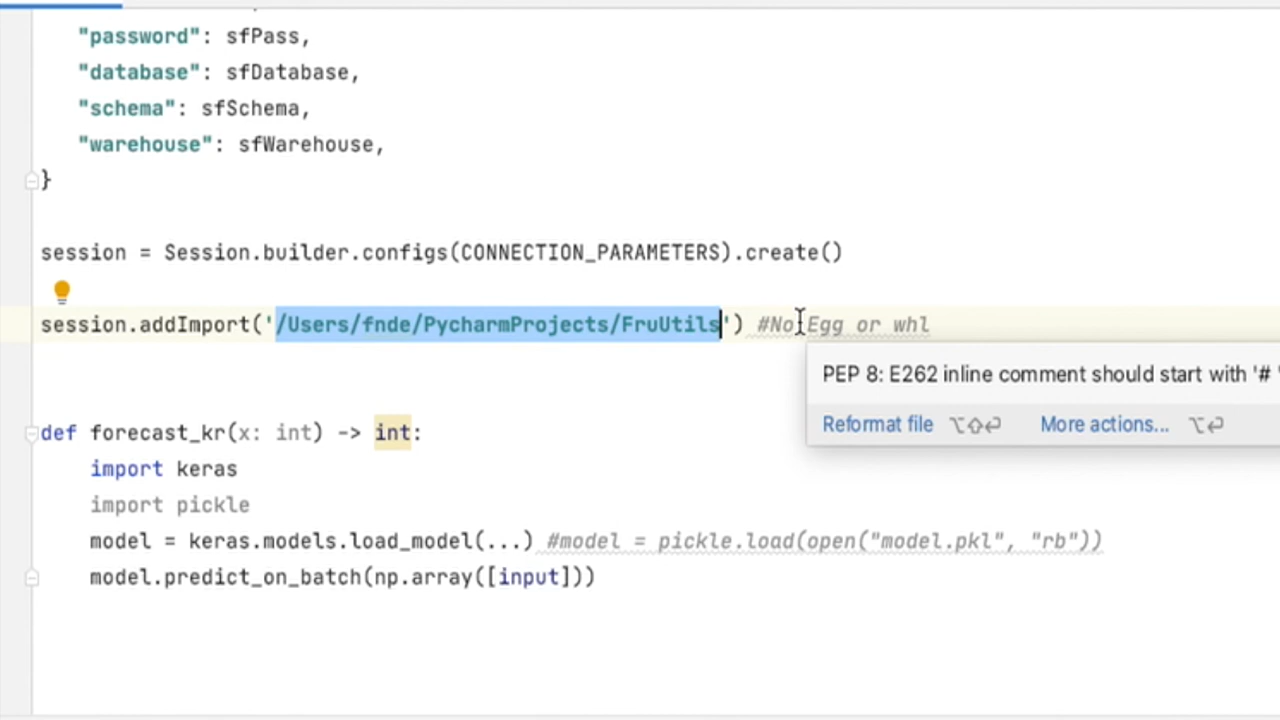 "password": sfPass,
"database": sfDatabase,
"schema": sfSchema,
"warehouse": sfWarehouse,
}
session = Session.builder.configs(CONNECTION_PARAMETERS).create()
session.addImport('/Users/fnde/PycharmProjects/FruUtils') #No Egg or whl
PEP 8: E262 inline comment should start with '# '
Reformat file ⌥⇧⏎ More actions... ⌥⏎
def forecast_kr(x: int) -> int:
import keras
import pickle
model = keras.models.load_model(...) #model = pickle.load(open("model.pkl", "rb"))
model.predict_on_batch(np.array([input]))